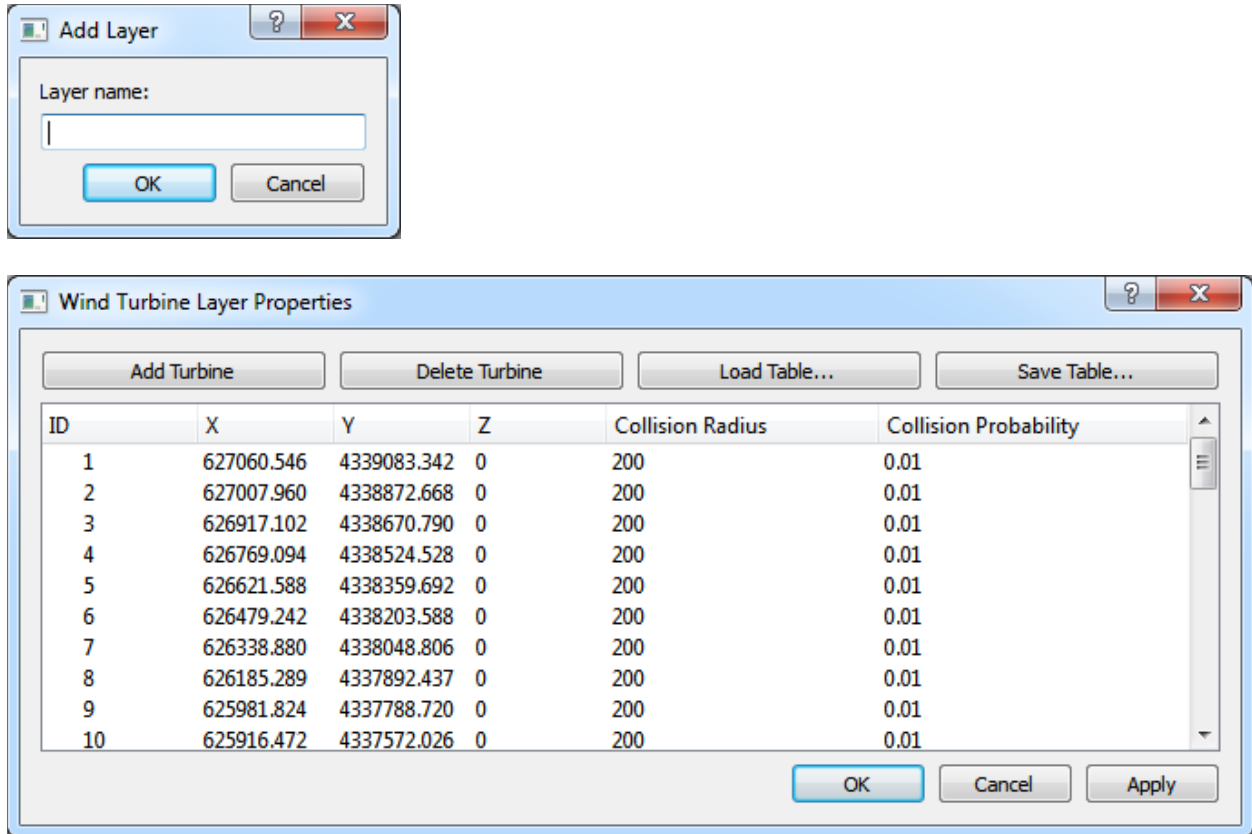 Add Layer
Layer name:
OK Cancel
Wind Turbine Layer Properties
Add Turbine Delete Turbine Load Table... Save Table...
ID X Y Z Collision Radius Collision Probability
1 627060.546 4339083.342 0 200 0.01
2 627007.960 4338872.668 0 200 0.01
3 626917.102 4338670.790 0 200 0.01
4 626769.094 4338524.528 0 200 0.01
5 626621.588 4338359.692 0 200 0.01
6 626479.242 4338203.588 0 200 0.01
7 626338.880 4338048.806 0 200 0.01
8 626185.289 4337892.437 0 200 0.01
9 625981.824 4337788.720 0 200 0.01
10 625916.472 4337572.026 0 200 0.01
OK Cancel Apply